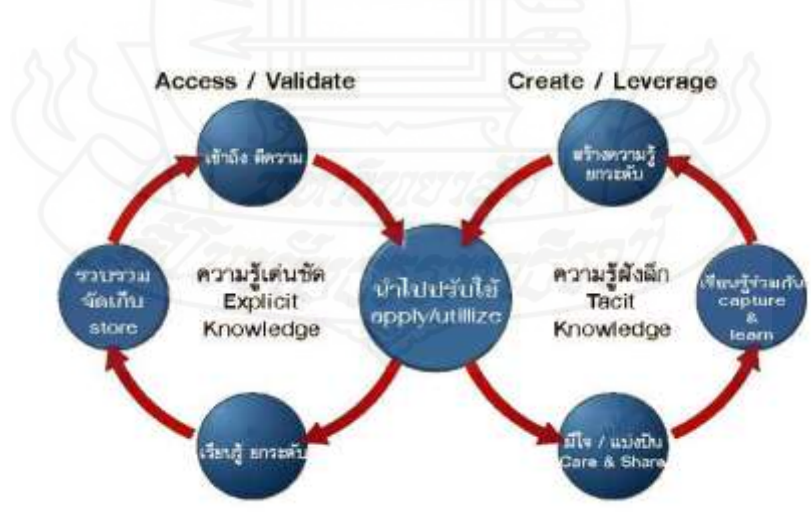 Access / Validate
Create / Leverage
เข้าถึง ตีความ
สร้างความรู้
ยกระดับ
รวบรวม
จัดเก็บ
store
ความรู้เด่นชัด
Explicit
Knowledge
นำไปปรับใช้
apply/utillize
ความรู้ฝังลึก
Tacit
Knowledge
เรียนรู้ร่วมกัน
capture
&
learn
เรียนรู้ ยกระดับ
มีใจ / แบ่งปัน
Care & Share